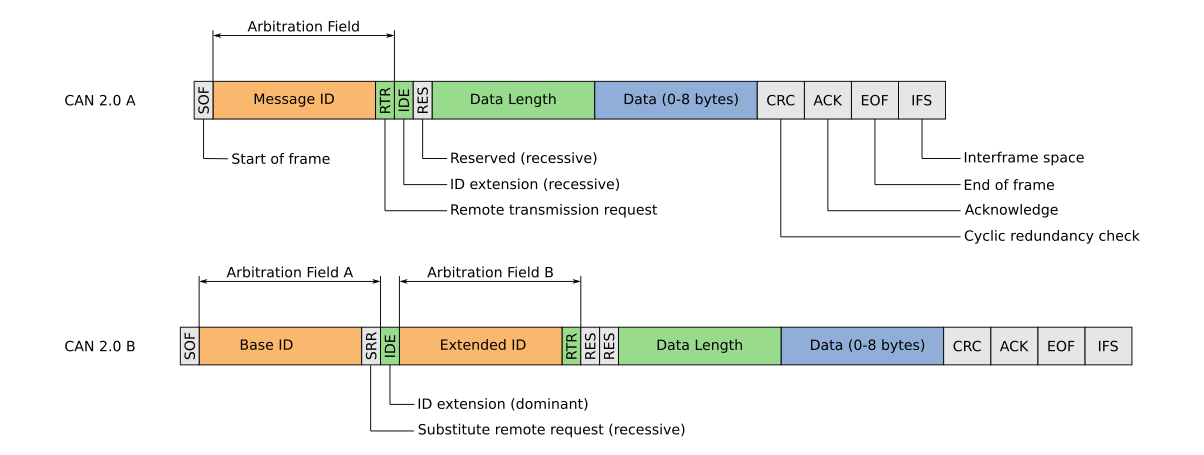 Arbitration Field
CAN 2.0 A
SOF Message ID RTR IDE RES Data Length Data (0-8 bytes) CRC ACK EOF IFS
Start of frame
Reserved (recessive)
ID extension (recessive)
Remote transmission request
Interframe space
End of frame
Acknowledge
Cyclic redundancy check
Arbitration Field A Arbitration Field B
CAN 2.0 B
SOF Base ID SRR IDE Extended ID RTR RES RES Data Length Data (0-8 bytes) CRC ACK EOF IFS
ID extension (dominant)
Substitute remote request (recessive)